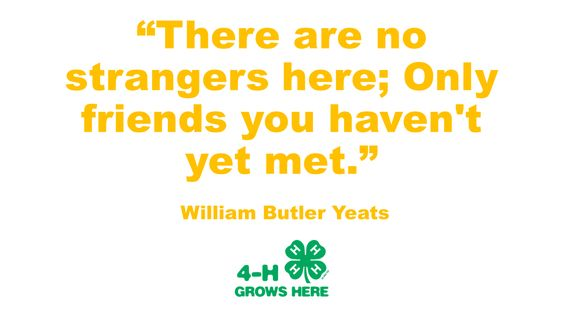 “There are no
strangers here; Only
friends you haven't
yet met.”
William Butler Yeats
4-H
H H H H
GROWS HERE